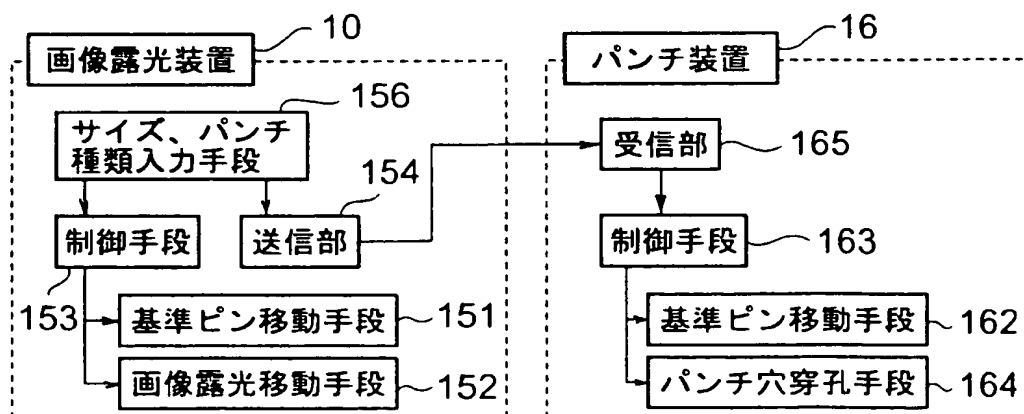 画像露光装置
10
サイズ、パンチ
種類入力手段
156
制御手段
153
送信部
154
基準ピン移動手段
151
画像露光移動手段
152
パンチ装置
16
受信部
165
制御手段
163
基準ピン移動手段
162
パンチ穴穿孔手段
164